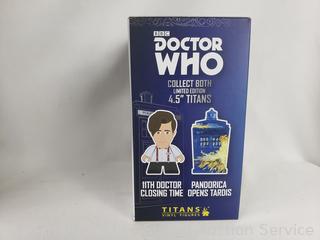 BBC
DOCTOR
WHO
COLLECT BOTH
LIMITED EDITION
4.5" TITANS
11TH DOCTOR
CLOSING TIME
PANDORICA
OPENS TARDIS
TITANS
VINYL FIGURES